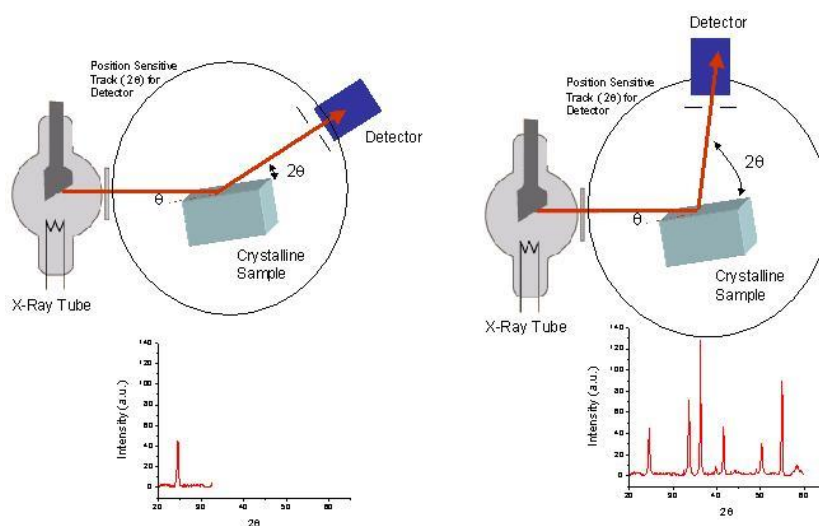 Position Sensitive
Track (2θ) for
Detector
Detector
2θ
θ
Crystalline
Sample
X-Ray Tube
Intensity (a.u.)
140
120
100
80
60
40
20
0
20 30 40 50 60
2θ
Detector
Position Sensitive
Track (2θ) for
Detector
2θ
θ
Crystalline
Sample
X-Ray Tube
Intensity (a.u.)
140
120
100
80
60
40
20
0
20 30 40 50 60
2θ